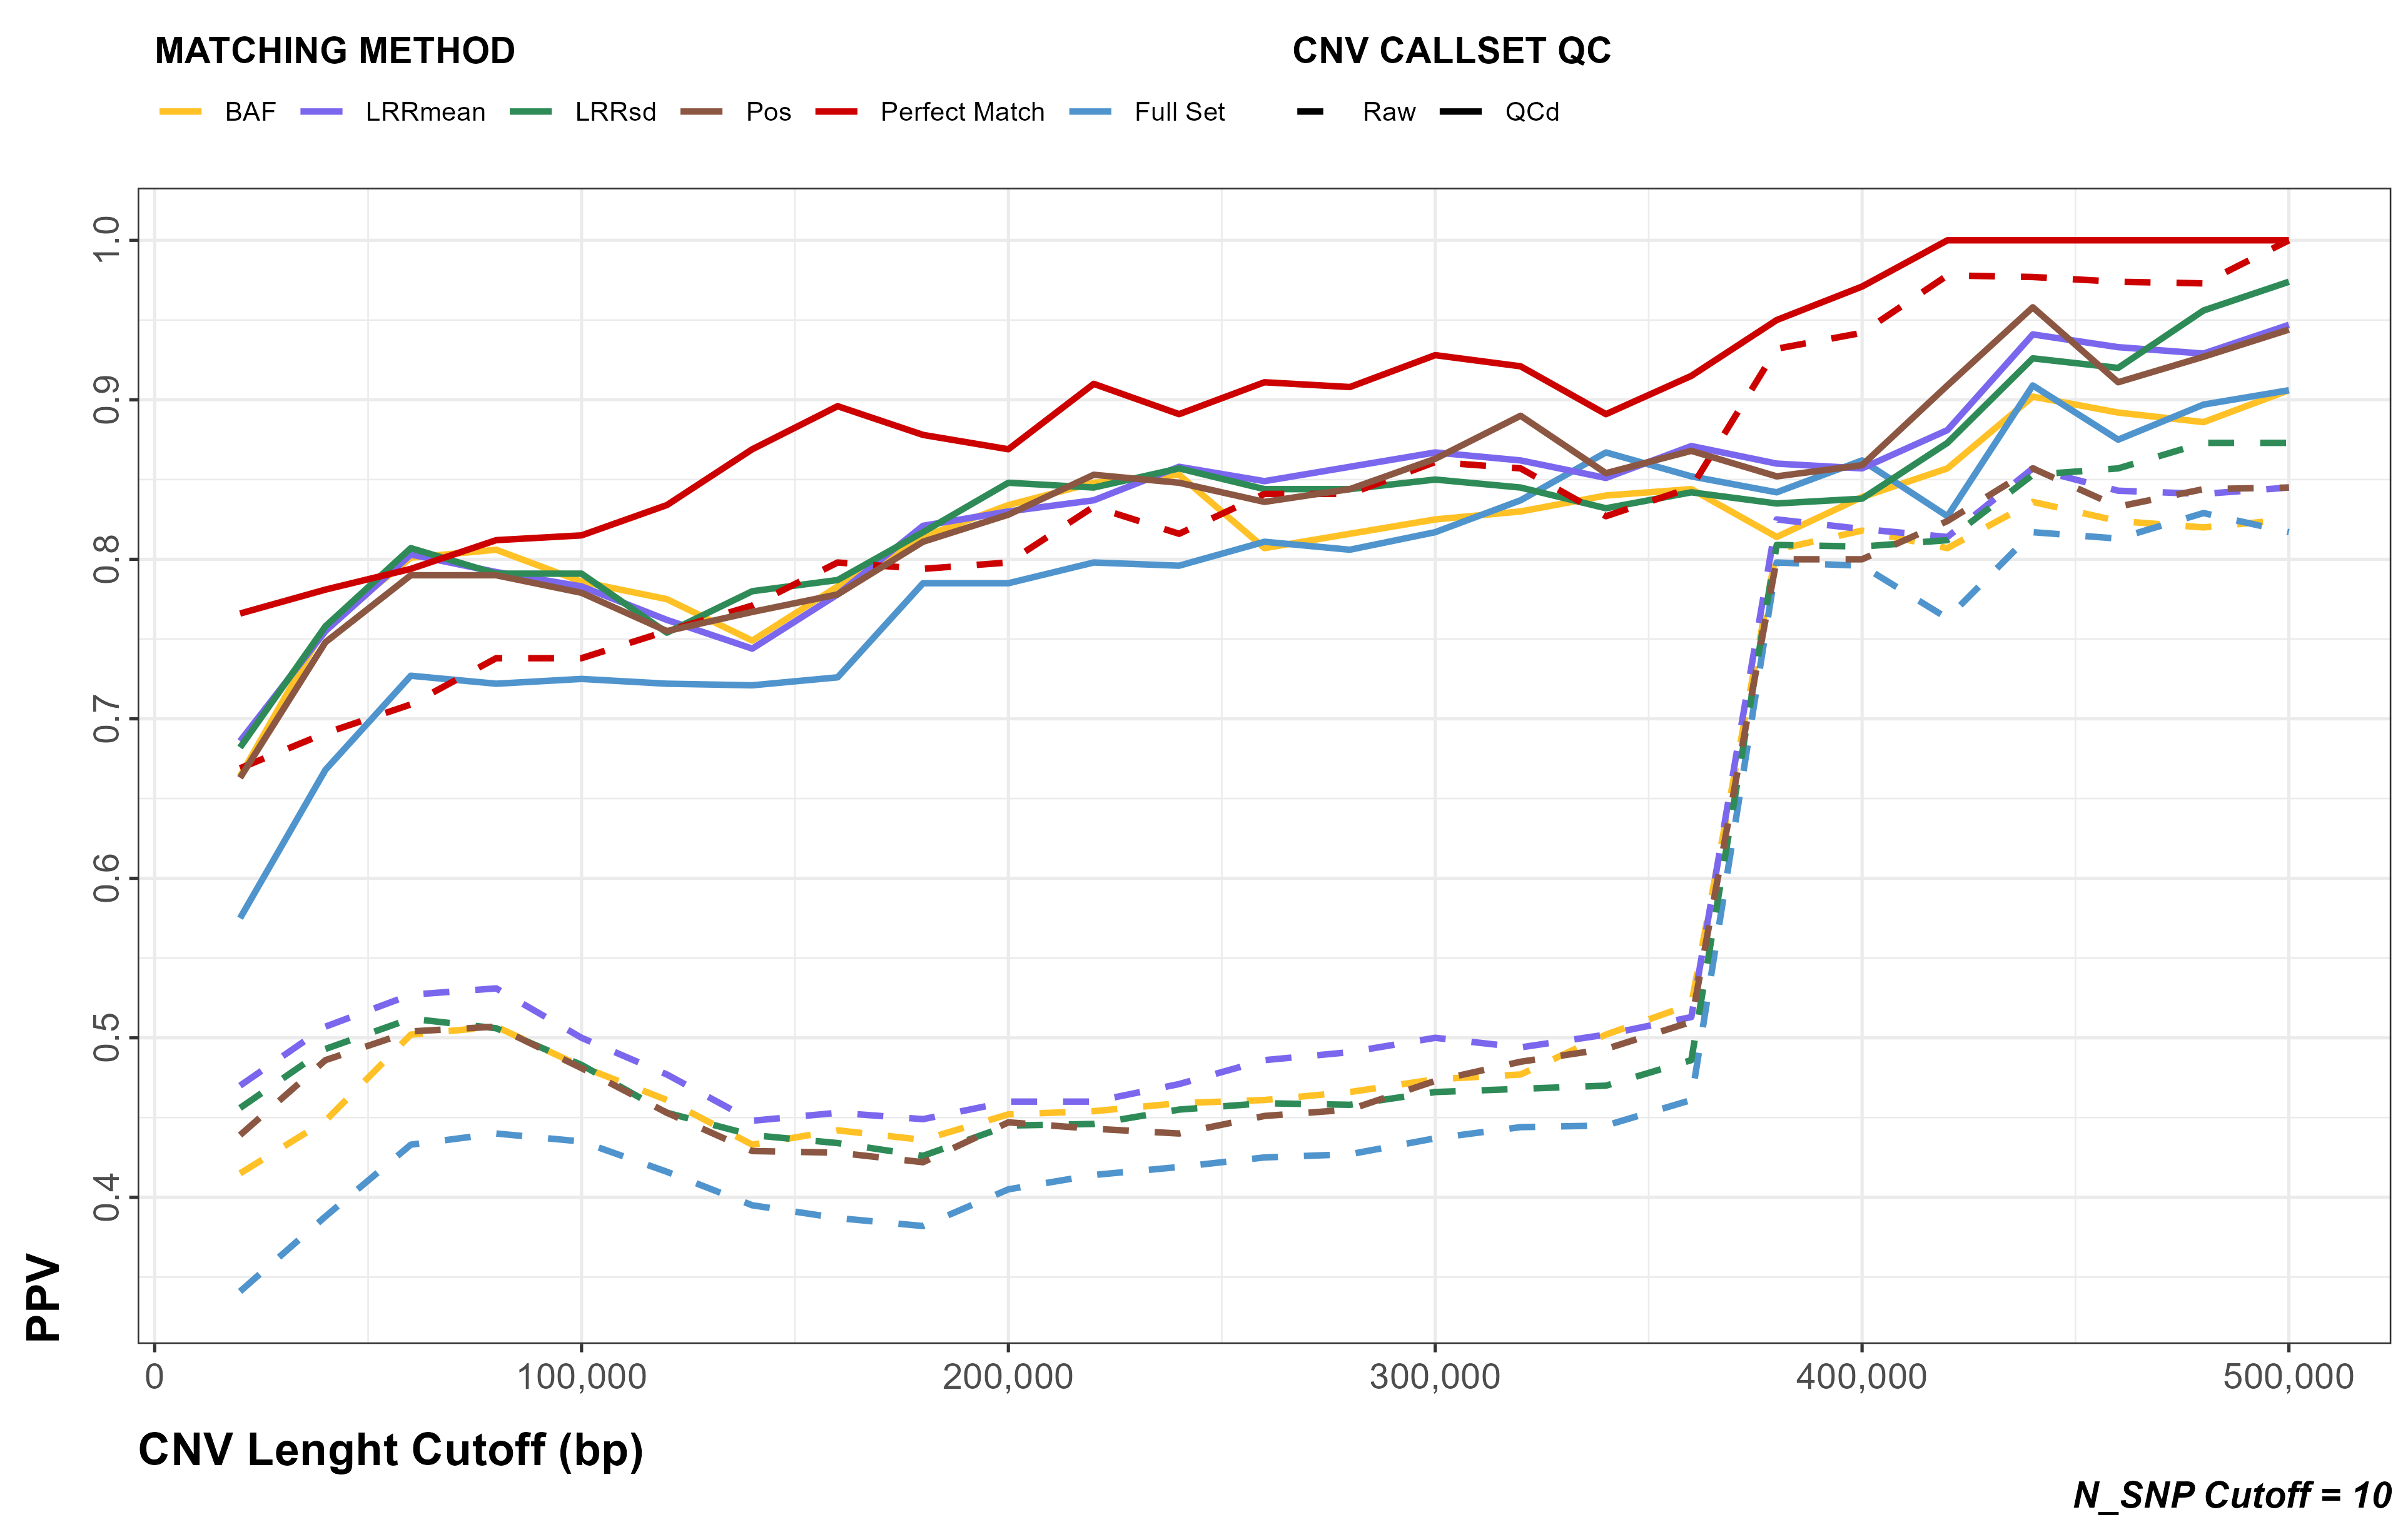 MATCHING METHOD CNV CALLSET QC
BAF LRRmean LRRsd Pos Perfect Match Full Set Raw QCd
1.0
0.9
0.8
0.7
0.6
0.5
0.4
PPV
0 100,000 200,000 300,000 400,000 500,000
CNV Lenght Cutoff (bp)
N_SNP Cutoff = 10